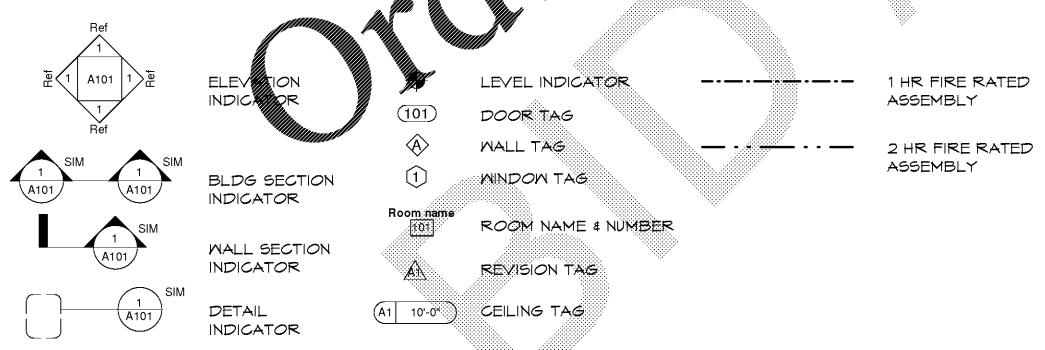 Ref
1
Ref 1 A101 1 Ref
1
Ref
ELEVATION
INDICATOR
1 SIM
A101
1 SIM
A101
BLDG SECTION
INDICATOR
1 SIM
A101
WALL SECTION
INDICATOR
1 SIM
A101
DETAIL
INDICATOR
LEVEL INDICATOR
101 DOOR TAG
A WALL TAG
1 WINDOW TAG
Room name
101 ROOM NAME & NUMBER
A1 REVISION TAG
A1 10'-0" CEILING TAG
1 HR FIRE RATED
ASSEMBLY
2 HR FIRE RATED
ASSEMBLY
Ord
BID